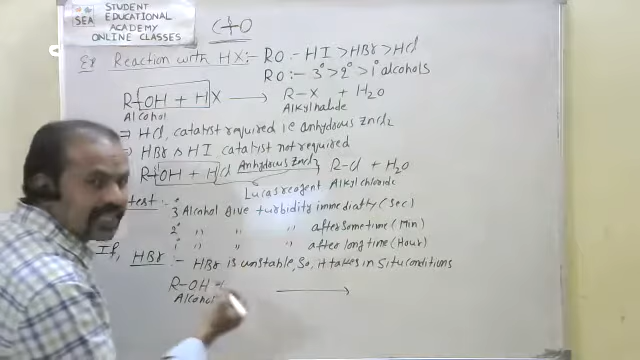 STUDENT
EDUCATIONAL
SEA
ACADEMY
ONLINE CLASSES
C+O
Ex Reaction with HX:- RO:- HI > HBr > HCl
RO:- 3° > 2° > 1° alcohols
R-OH + HX → R-X + H2O
Alcohol Alkylhalide
⇒ HCl, catalyst required i.e anhydous ZnCl2
⇒ HBr & HI catalyst not required
R-OH + HCl Anhydous ZnCl2 → R-Cl + H2O
Lucas reagent Alkyl chloride
test :-
3° Alcohol give turbidity immediatly (Sec)
2° " " " after sometime (Min)
1° " " " after long time (Hour)
If, HBr :- HBr is unstable, So, it takes in situ conditions
R-OH + →
Alcohol